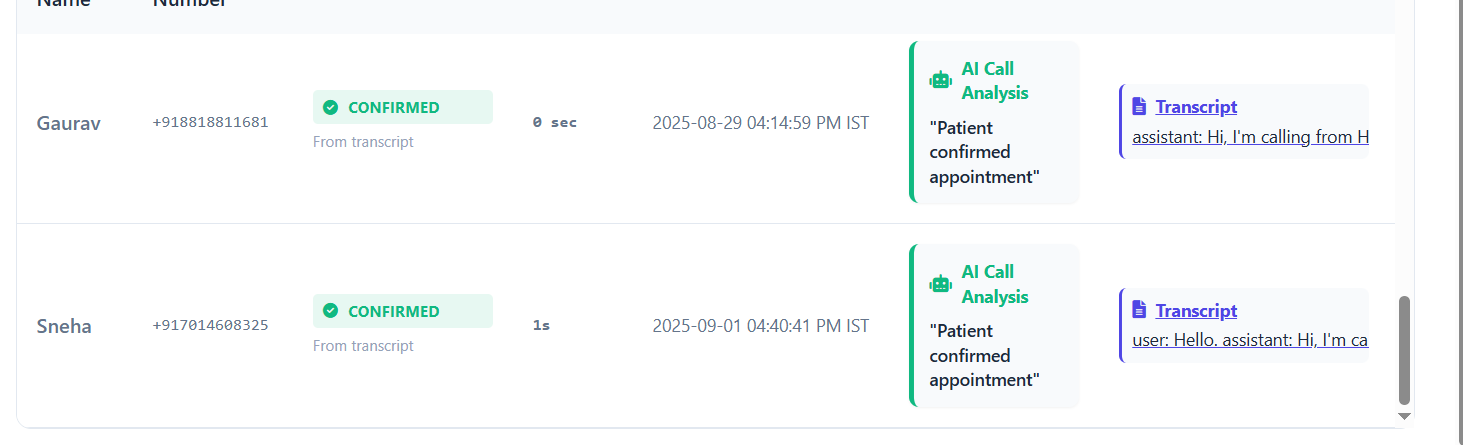 Name Number
Gaurav
+918818811681
CONFIRMED
From transcript
0 sec
2025-08-29 04:14:59 PM IST
AI Call
Analysis
"Patient
confirmed
appointment"
Transcript
assistant: Hi, I'm calling from H
Sneha
+917014608325
CONFIRMED
From transcript
1s
2025-09-01 04:40:41 PM IST
AI Call
Analysis
"Patient
confirmed
appointment"
Transcript
user: Hello. assistant: Hi, I'm ca